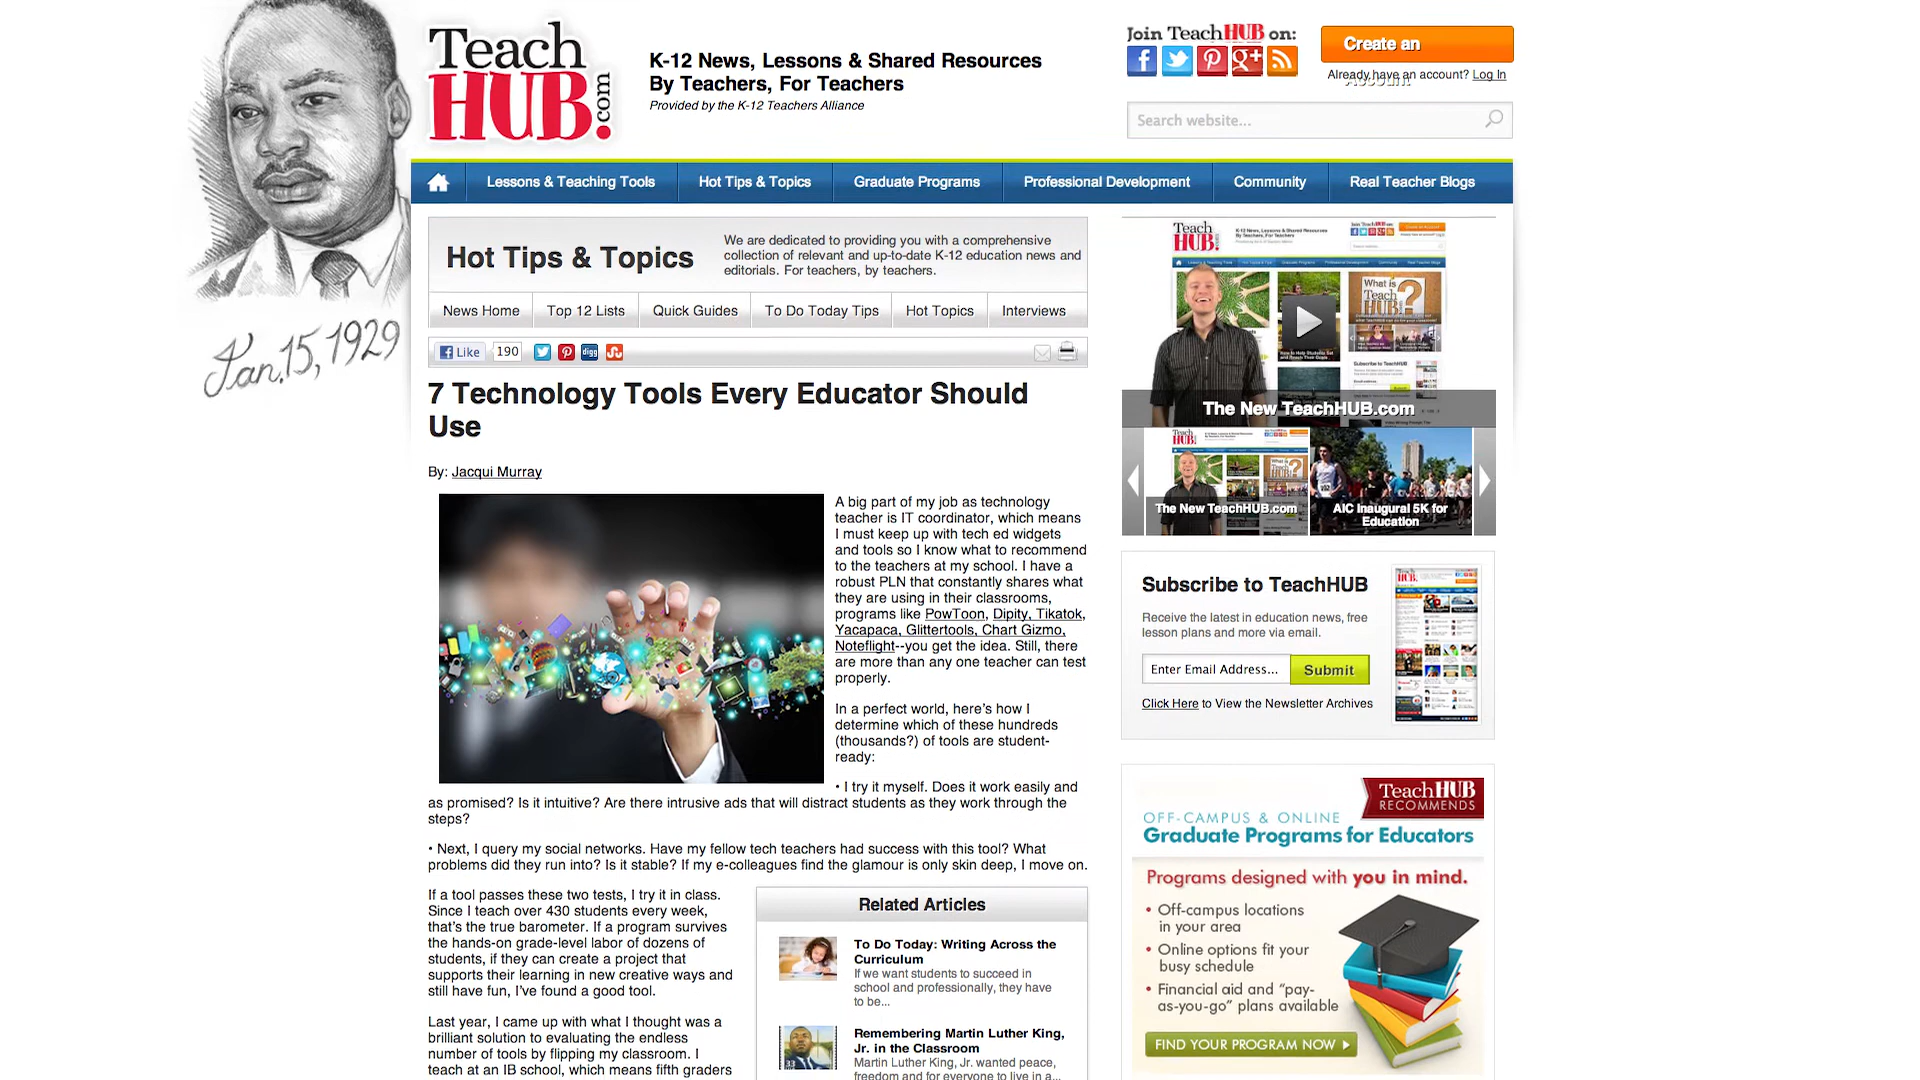 Teach
HUB.com
K-12 News, Lessons & Shared Resources
By Teachers, For Teachers
Provided by the K-12 Teachers Alliance
Join TeachHUB on:
Create an
Account
Already have an account? Log In
Search website...
Jan.15,1929
Lessons & Teaching Tools
Hot Tips & Topics
Graduate Programs
Professional Development
Community
Real Teacher Blogs
Hot Tips & Topics
We are dedicated to providing you with a comprehensive
collection of relevant and up-to-date K-12 education news and
editorials. For teachers, by teachers.
News Home
Top 12 Lists
Quick Guides
To Do Today Tips
Hot Topics
Interviews
Like
190
digg
7 Technology Tools Every Educator Should
Use
By: Jacqui Murray
A big part of my job as technology
teacher is IT coordinator, which means
I must keep up with tech ed widgets
and tools so I know what to recommend
to the teachers at my school. I have a
robust PLN that constantly shares what
they are using in their classrooms,
programs like PowToon, Dipity, Tikatok,
Yacapaca, Glittertools, Chart Gizmo,
Noteflight--you get the idea. Still, there
are more than any one teacher can test
properly.
In a perfect world, here's how I
determine which of these hundreds
(thousands?) of tools are student-
ready:
• I try it myself. Does it work easily and
as promised? Is it intuitive? Are there intrusive ads that will distract students as they work through the
steps?
• Next, I query my social networks. Have my fellow tech teachers had success with this tool? What
problems did they run into? Is it stable? If my e-colleagues find the glamour is only skin deep, I move on.
If a tool passes these two tests, I try it in class.
Since I teach over 430 students every week,
that's the true barometer. If a program survives
the hands-on grade-level labor of dozens of
students, if they can create a project that
supports their learning in new creative ways and
still have fun, I've found a good tool.
Last year, I came up with what I thought was a
brilliant solution to evaluating the endless
number of tools by flipping my classroom. I
teach at an IB school, which means fifth graders
Related Articles
To Do Today: Writing Across the
Curriculum
If we want students to succeed in
school and professionally, they have
to be...
Remembering Martin Luther King,
Jr. in the Classroom
Martin Luther King, Jr. wanted peace,
freedom and for everyone to live in a...
Teach
HUB!
K-12 News, Lessons & Shared Resources
By Teachers, For Teachers
What is
Teach
HUB
?
The New TeachHUB.com
The New TeachHUB.com
AIC Inaugural 5K for
Education
Subscribe to TeachHUB
Receive the latest in education news, free
lesson plans and more via email.
Enter Email Address...
Submit
Click Here to View the Newsletter Archives
TeachHUB
RECOMMENDS
OFF-CAMPUS & ONLINE
Graduate Programs for Educators
Programs designed with you in mind.
• Off-campus locations
in your area
• Online options fit your
busy schedule
• Financial aid and "pay-
as-you-go" plans available
FIND YOUR PROGRAM NOW